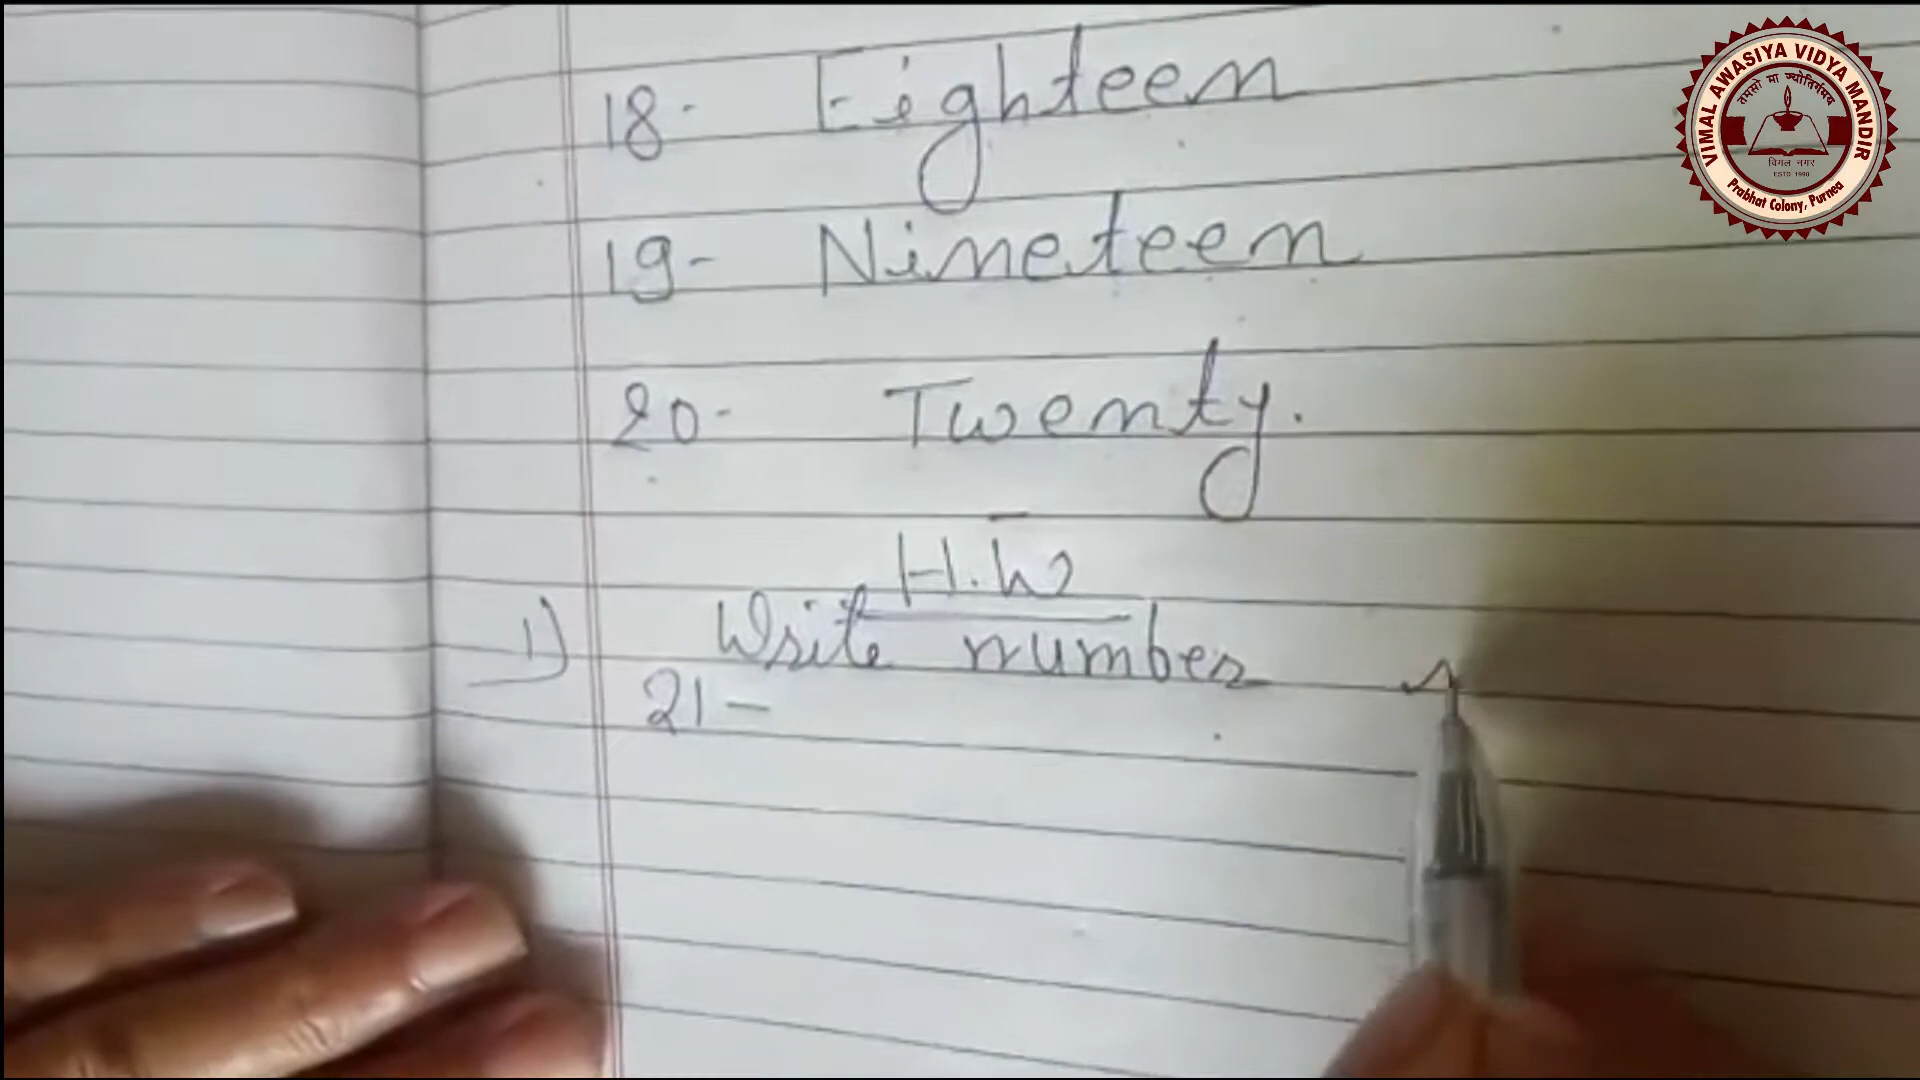 18- Eighteen
19- Nineteen
20- Twenty.
H.W
1) Write number
21-
VIMAL AWASIYA VIDYA MANDIR
तमसो मा ज्योतिर्गमय
विमल नगर
ESTD 1990
Prabhat Colony, Purnea